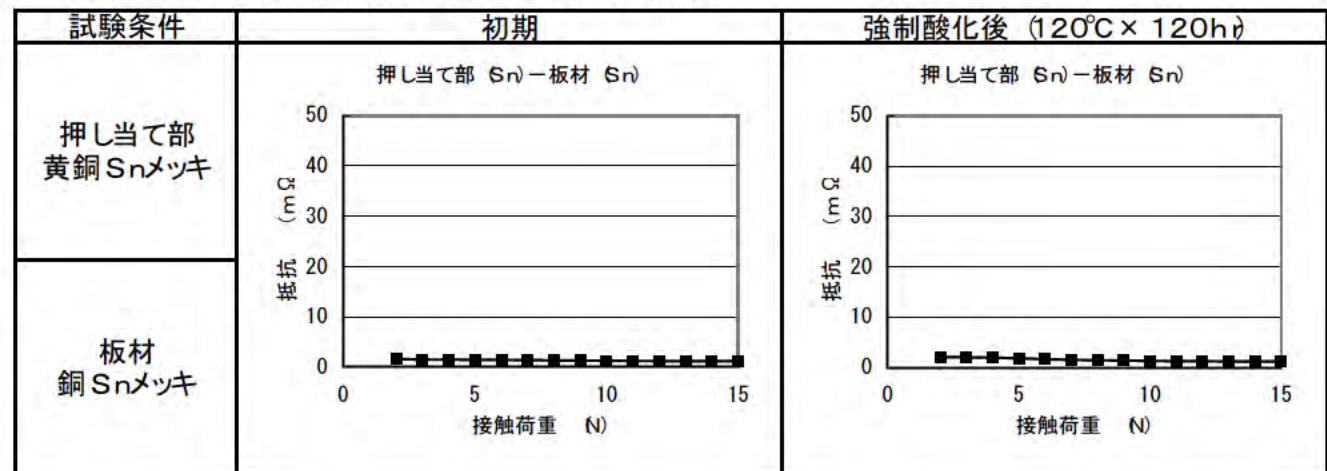 試験条件
初期
強制酸化後 (120℃×120hr)
押し当て部
黄銅Snメッキ
板材
銅Snメッキ
押し当て部 (Sn)−板材 (Sn)
50
40
30
20
10
0
抵抗 (mΩ
0 5 10 15
接触荷重 (N)
押し当て部 (Sn)−板材 (Sn)
50
40
30
20
10
0
抵抗 (mΩ
0 5 10 15
接触荷重 (N)